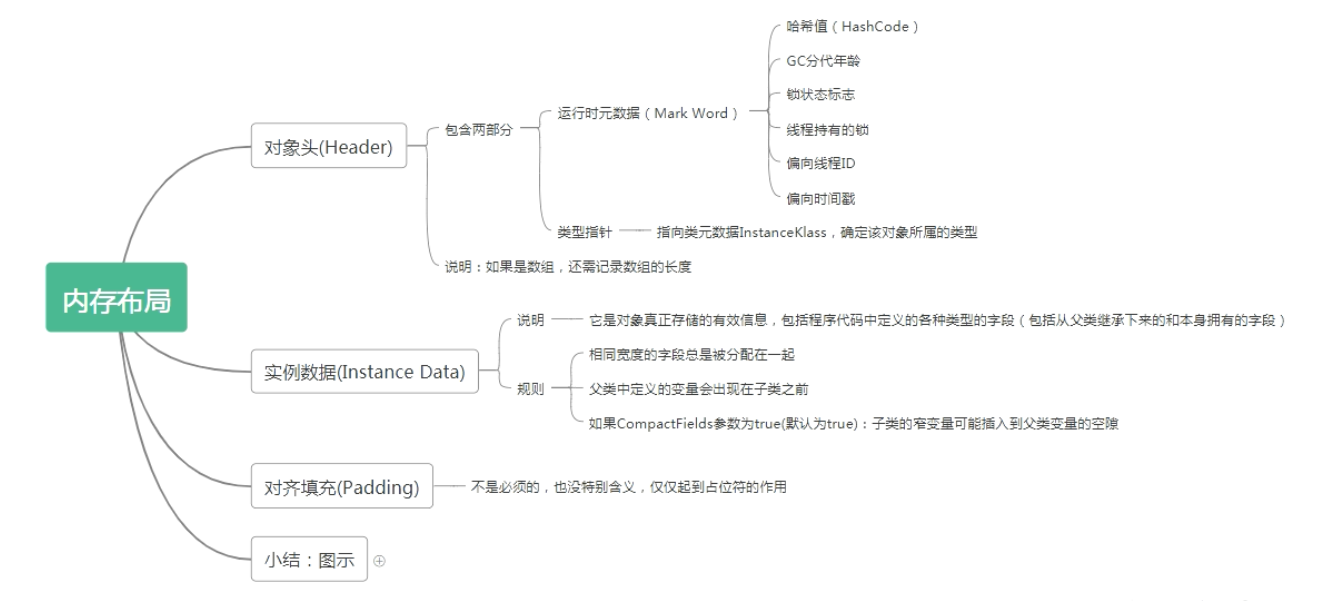 内存布局
对象头(Header)
包含两部分
运行时元数据（Mark Word）
哈希值（HashCode）
GC分代年龄
锁状态标志
线程持有的锁
偏向线程ID
偏向时间戳
类型指针
指向类元数据InstanceKlass，确定该对象所属的类型
说明：如果是数组，还需记录数组的长度
实例数据(Instance Data)
说明
它是对象真正存储的有效信息，包括程序代码中定义的各种类型的字段（包括从父类继承下来的和本身拥有的字段）
规则
相同宽度的字段总是被分配在一起
父类中定义的变量会出现在子类之前
如果CompactFields参数为true(默认为true)：子类的窄变量可能插入到父类变量的空隙
对齐填充(Padding)
不是必须的，也没特别含义，仅仅起到占位符的作用
小结：图示